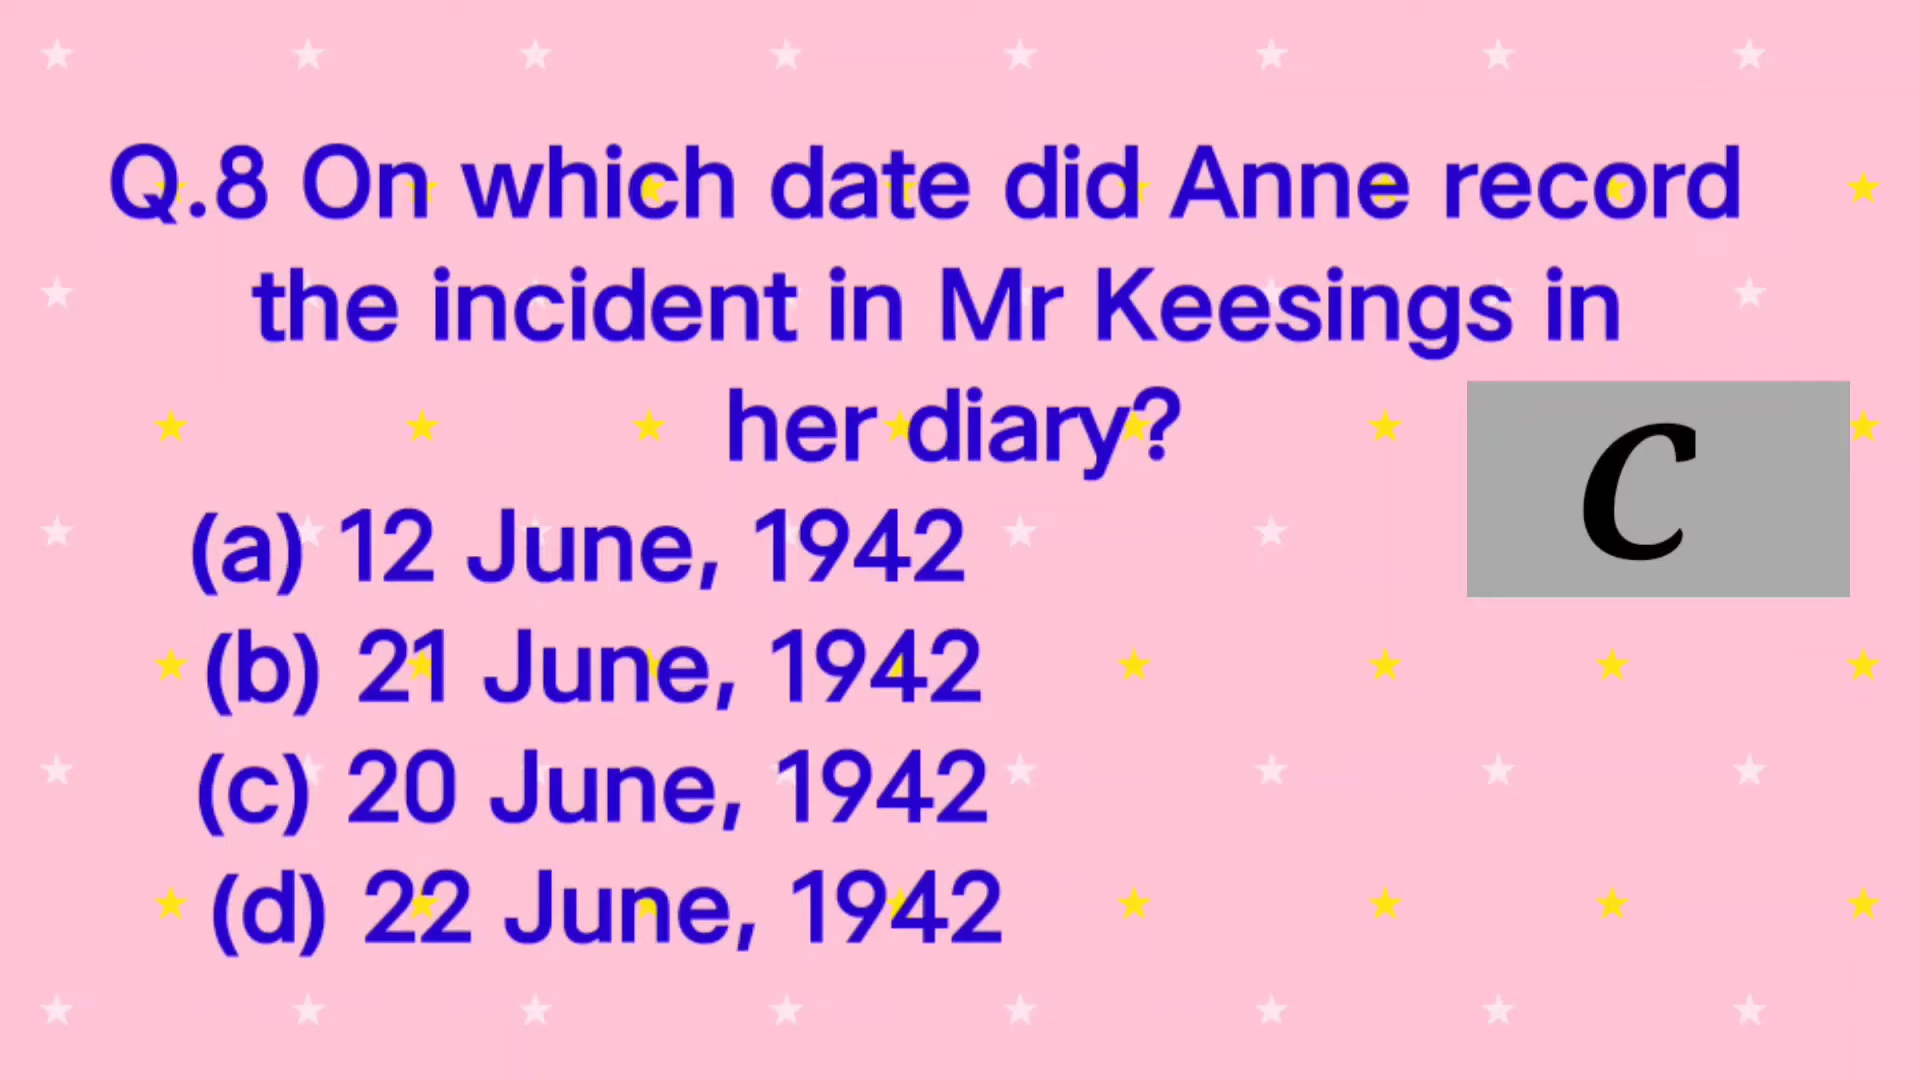 Q.8 On which date did Anne record
the incident in Mr Keesings in
her diary?
C
(a) 12 June, 1942
(b) 21 June, 1942
(c) 20 June, 1942
(d) 22 June, 1942